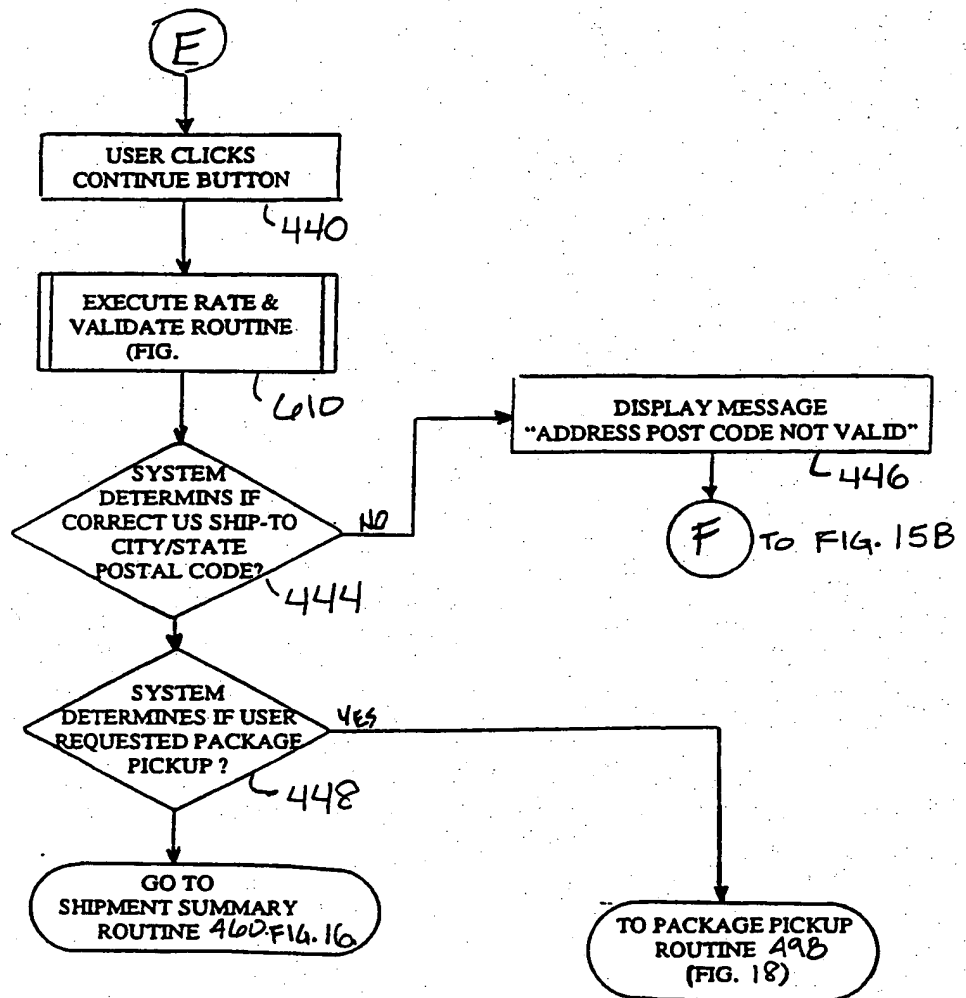 E
USER CLICKS
CONTINUE BUTTON
440
EXECUTE RATE &
VALIDATE ROUTINE
(FIG.
610
SYSTEM
DETERMINS IF
CORRECT US SHIP-TO
CITY/STATE
POSTAL CODE?
444
NO
DISPLAY MESSAGE
"ADDRESS POST CODE NOT VALID"
446
F TO FIG. 15B
SYSTEM
DETERMINES IF USER
REQUESTED PACKAGE
PICKUP ?
448
YES
GO TO
SHIPMENT SUMMARY
ROUTINE 460 FIG. 16
TO PACKAGE PICKUP
ROUTINE 498
(FIG. 18)